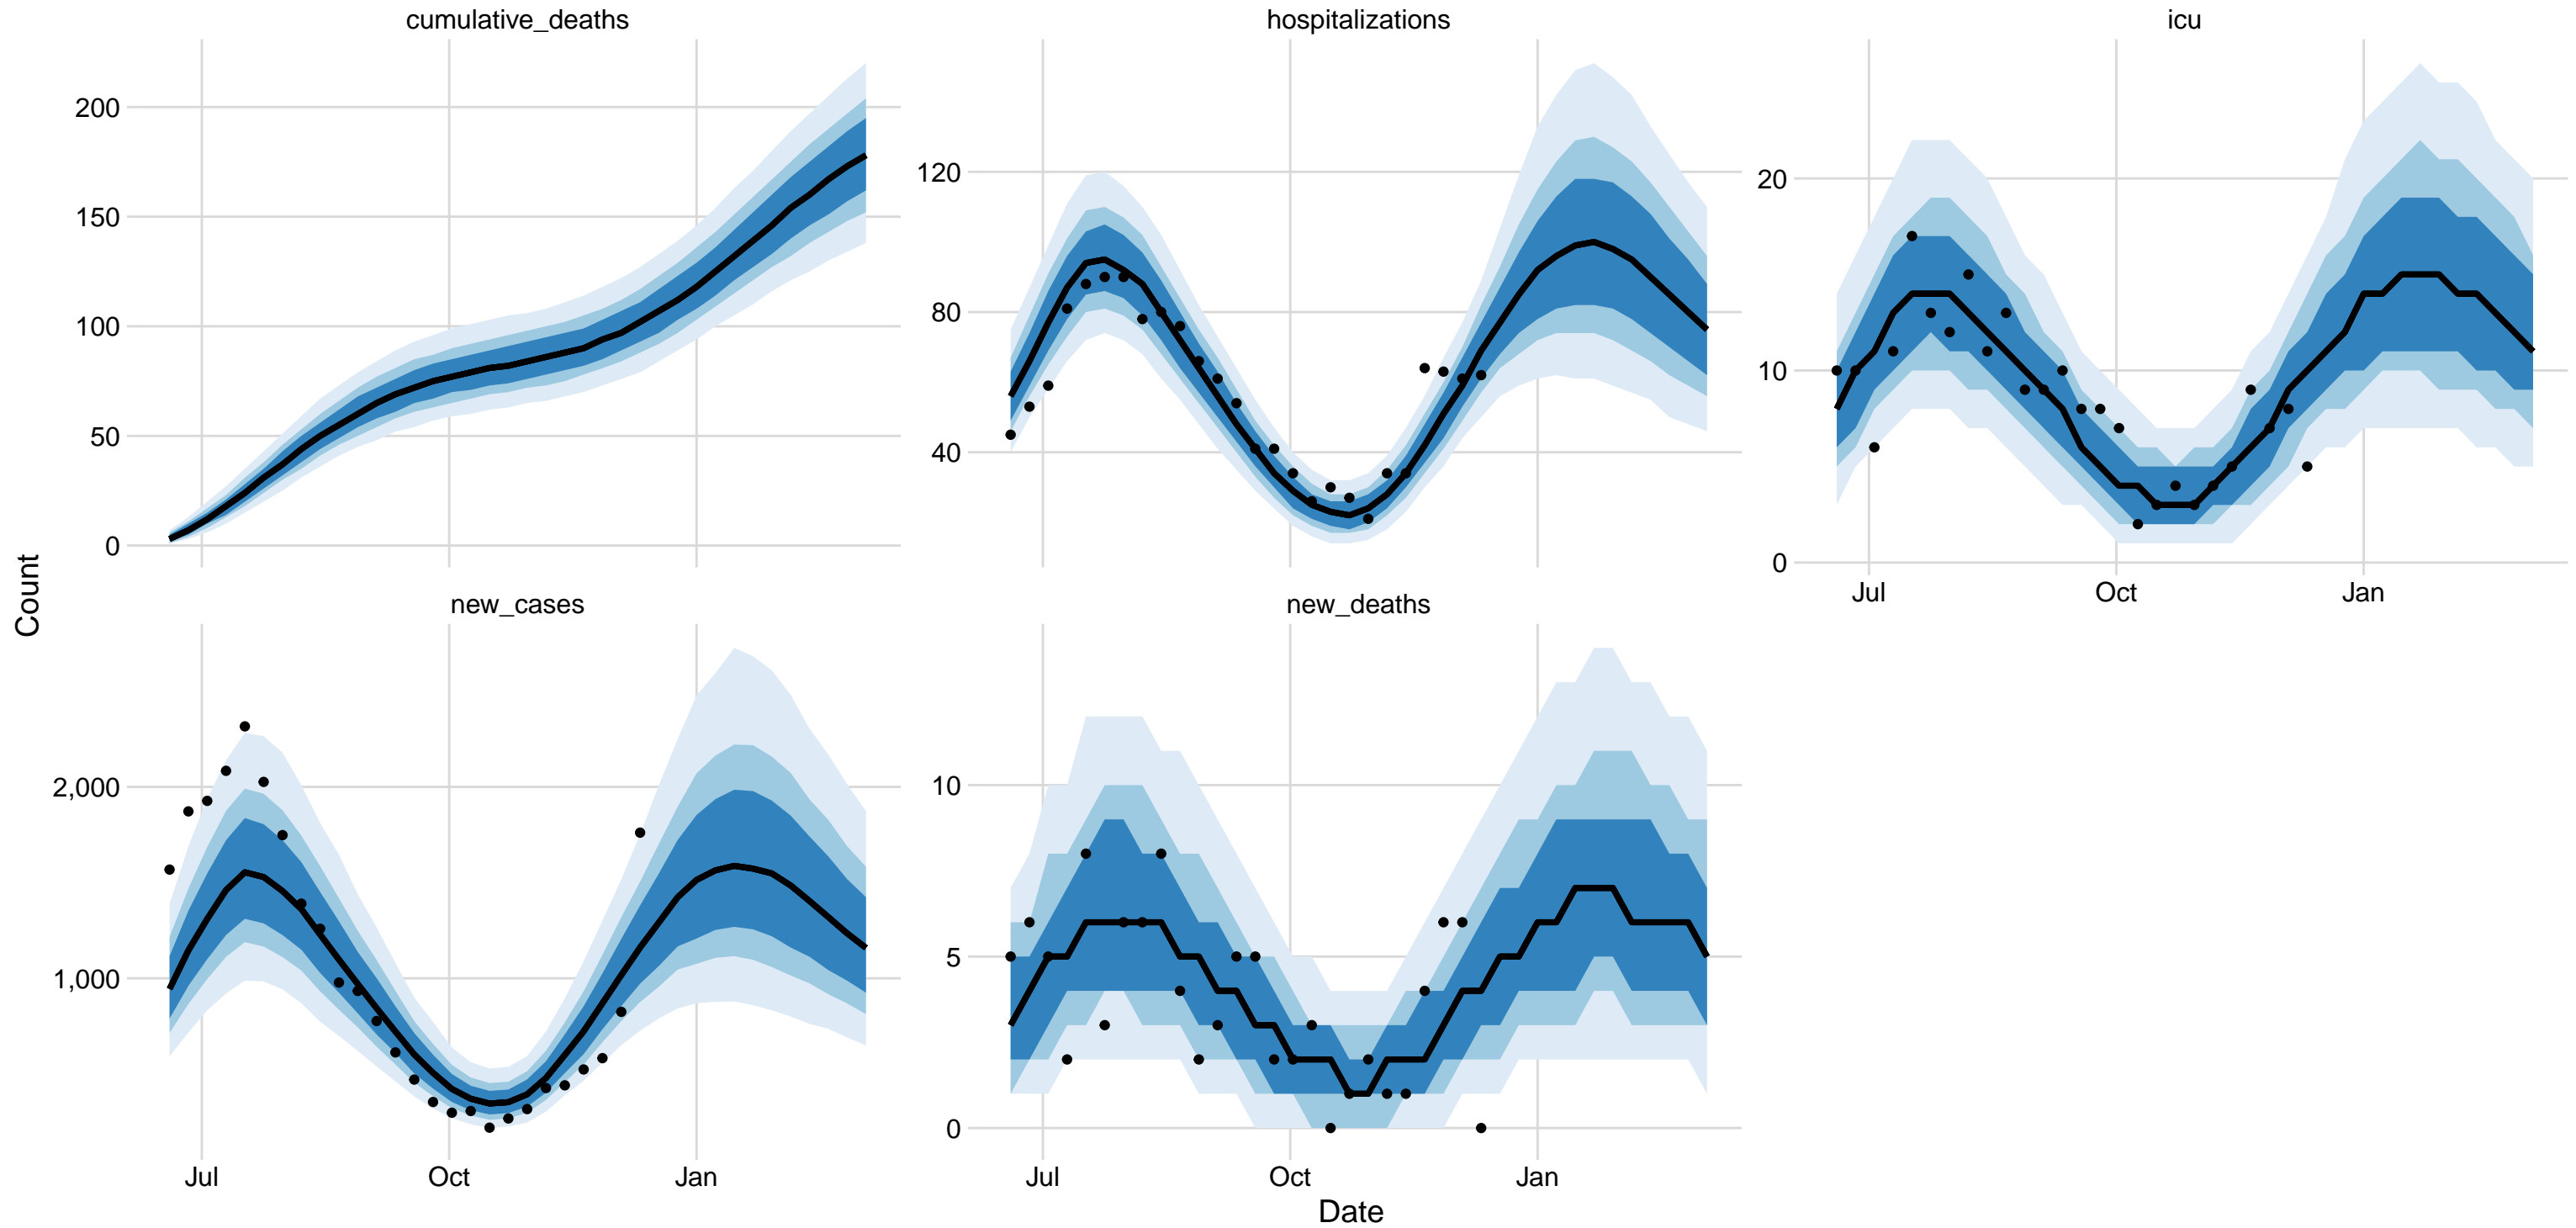 cumulative_deaths
hospitalizations
icu
200
150
100
50
0
120
80
40
20
10
0
Jul
Oct
Jan
Count
new_cases
new_deaths
2,000
1,000
10
5
0
Jul
Oct
Jan
Jul
Oct
Jan
Date